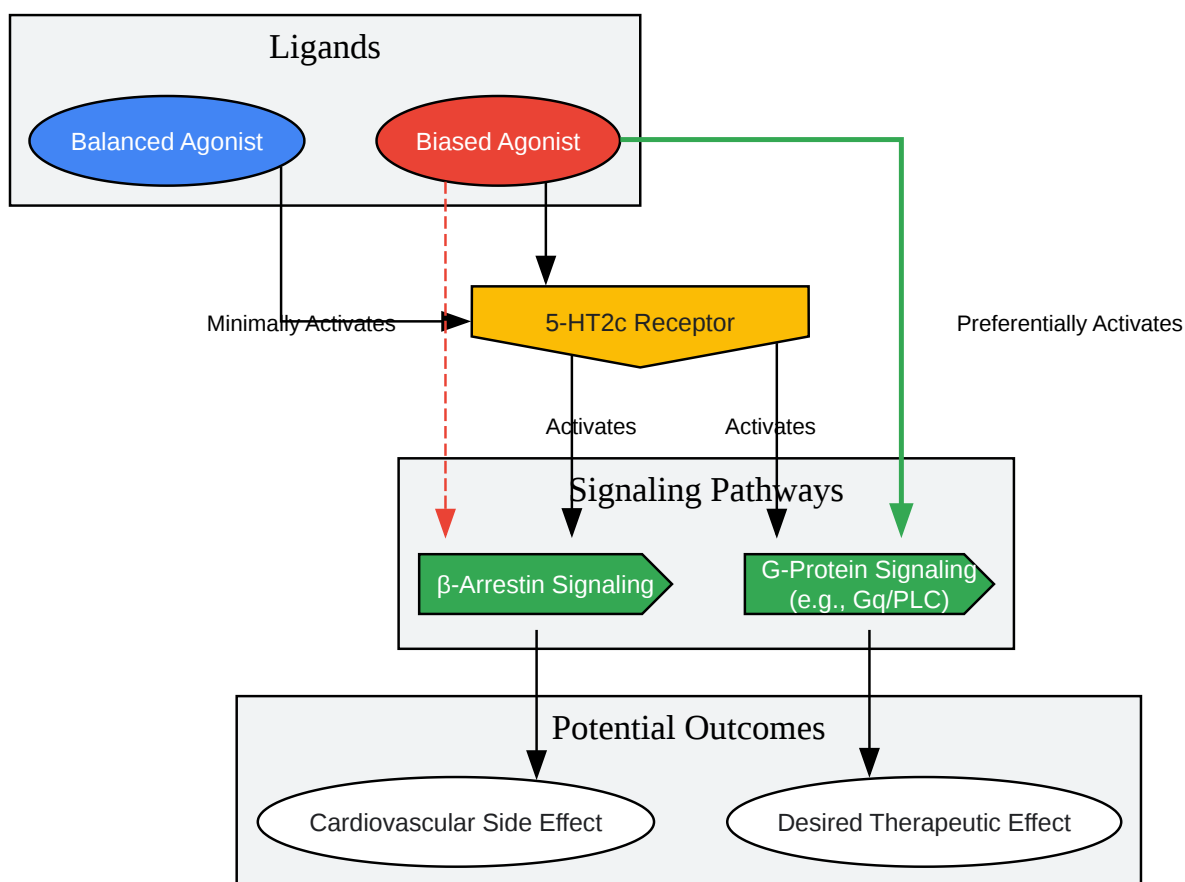 Ligands
Balanced Agonist
Biased Agonist
Minimally Activates
5-HT2c Receptor
Preferentially Activates
Activates
Activates
Signaling Pathways
β-Arrestin Signaling
G-Protein Signaling
(e.g., Gq/PLC)
Potential Outcomes
Cardiovascular Side Effect
Desired Therapeutic Effect